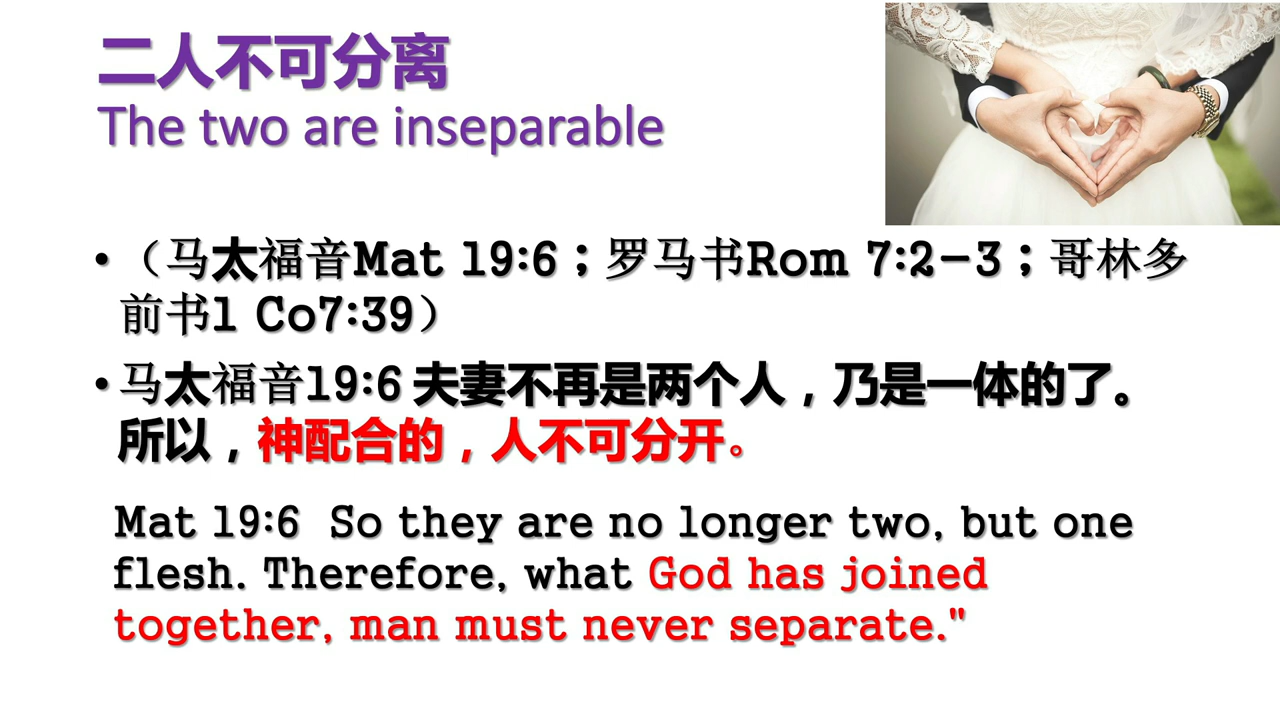 二人不可分离
The two are inseparable
• （马太福音Mat 19:6；罗马书Rom 7:2-3；哥林多
前书1 Co7:39）
• 马太福音19:6 夫妻不再是两个人，乃是一体的了。
所以，神配合的，人不可分开。
Mat 19:6  So they are no longer two, but one
flesh. Therefore, what God has joined
together, man must never separate."